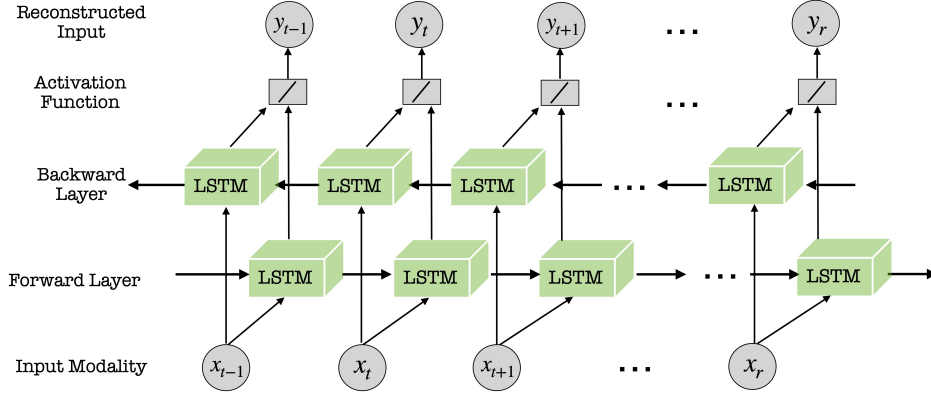 Reconstructed
Input
y_{t-1} y_t y_{t+1} ... y_r
Activation
Function
...
Backward
Layer
LSTM LSTM LSTM ... LSTM
Forward Layer
LSTM LSTM LSTM ... LSTM
Input Modality
x_{t-1} x_t x_{t+1} ... x_r